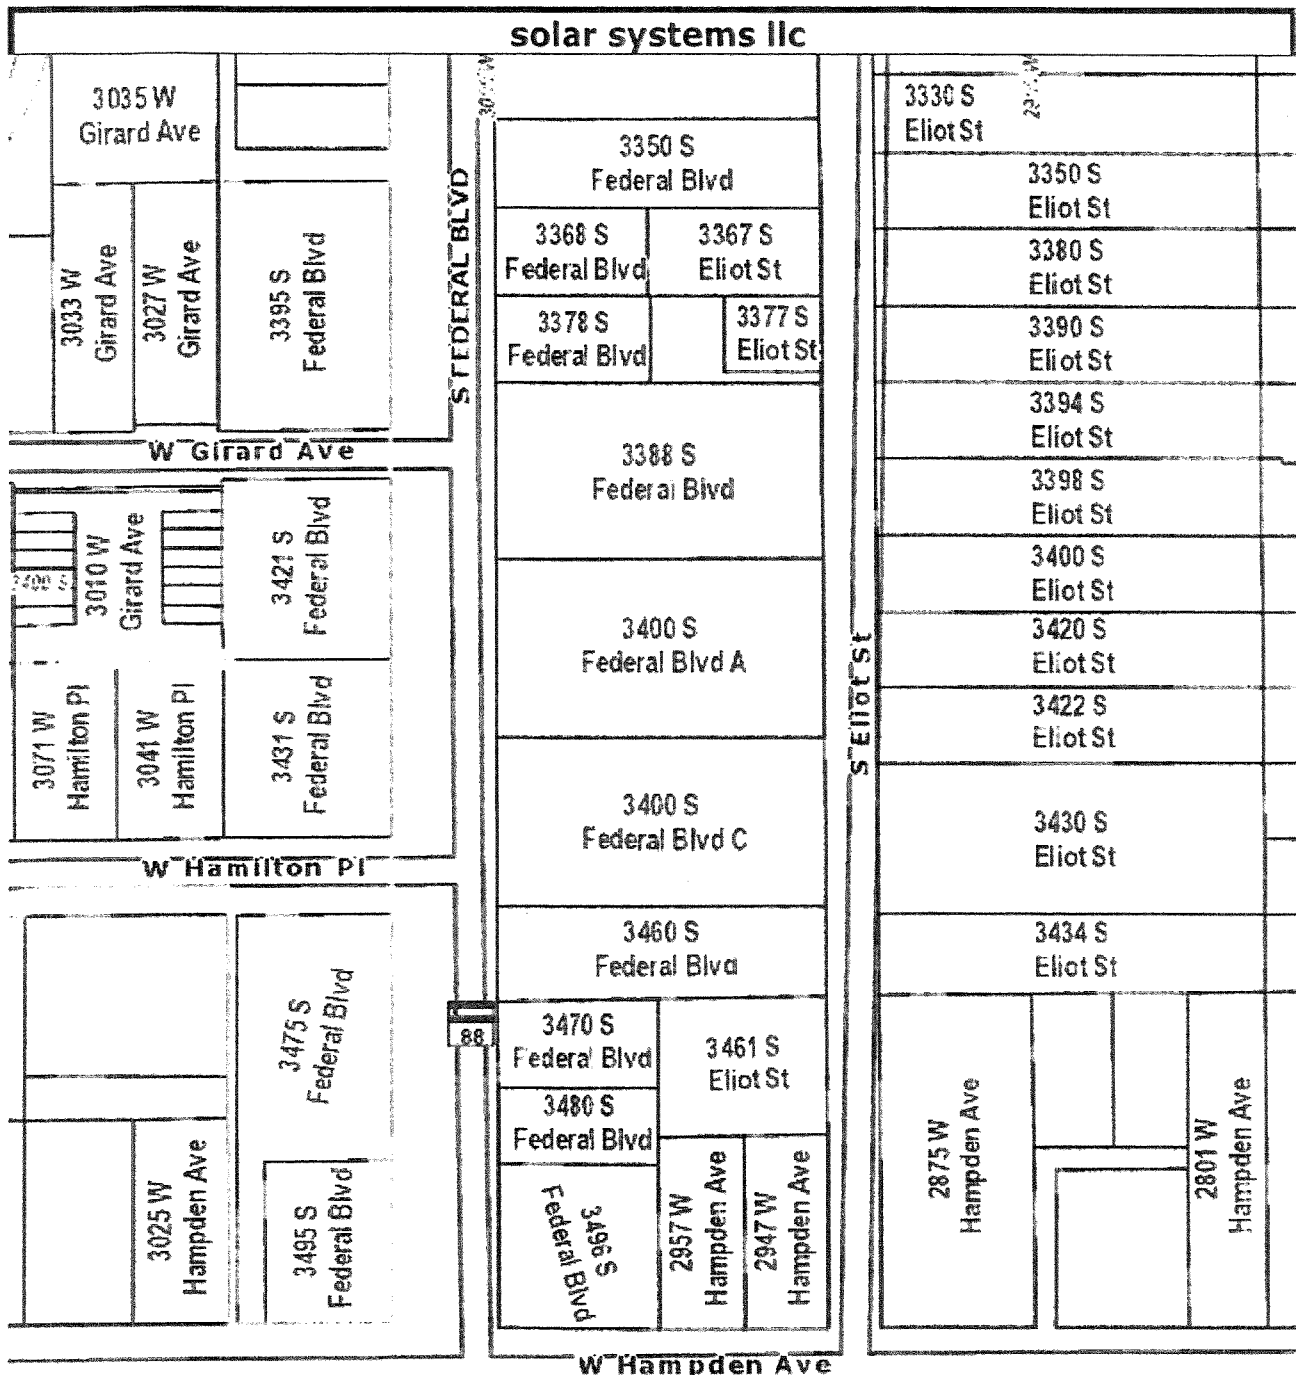 solar systems llc
3035 W
Girard Ave
3033 W
Girard Ave
3027 W
Girard Ave
3395 S
Federal Blvd
W Girard Ave
S FEDERAL BLVD
3350 S
Federal Blvd
3368 S
Federal Blvd
3367 S
Eliot St
3378 S
Federal Blvd
3377 S
Eliot St
3388 S
Federal Blvd
3400 S
Federal Blvd A
3400 S
Federal Blvd C
3460 S
Federal Blvd
3470 S
Federal Blvd
3461 S
Eliot St
3480 S
Federal Blvd
3496 S
Federal Blvd
2957 W
Hampden Ave
2947 W
Hampden Ave
S Eliot St
3330 S
Eliot St
3350 S
Eliot St
3380 S
Eliot St
3390 S
Eliot St
3394 S
Eliot St
3398 S
Eliot St
3400 S
Eliot St
3420 S
Eliot St
3422 S
Eliot St
3430 S
Eliot St
3434 S
Eliot St
2875 W
Hampden Ave
2801 W
Hampden Ave
3010 W
Girard Ave
3421 S
Federal Blvd
3071 W
Hamilton Pl
3041 W
Hamilton Pl
3431 S
Federal Blvd
W Hamilton Pl
3475 S
Federal Blvd
88
3025 W
Hampden Ave
3495 S
Federal Blvd
W Hampden Ave